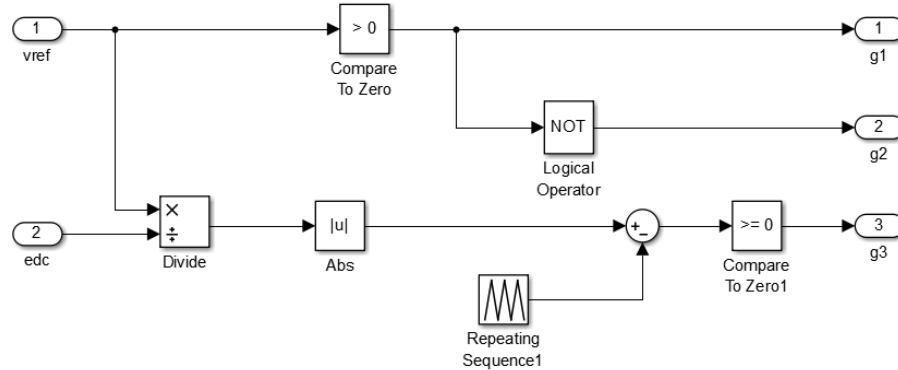 1
vref
> 0
Compare
To Zero
1
g1
NOT
Logical
Operator
2
g2
2
edc
×
÷
Divide
|u|
Abs
+
−
>= 0
Compare
To Zero1
3
g3
Repeating
Sequence1